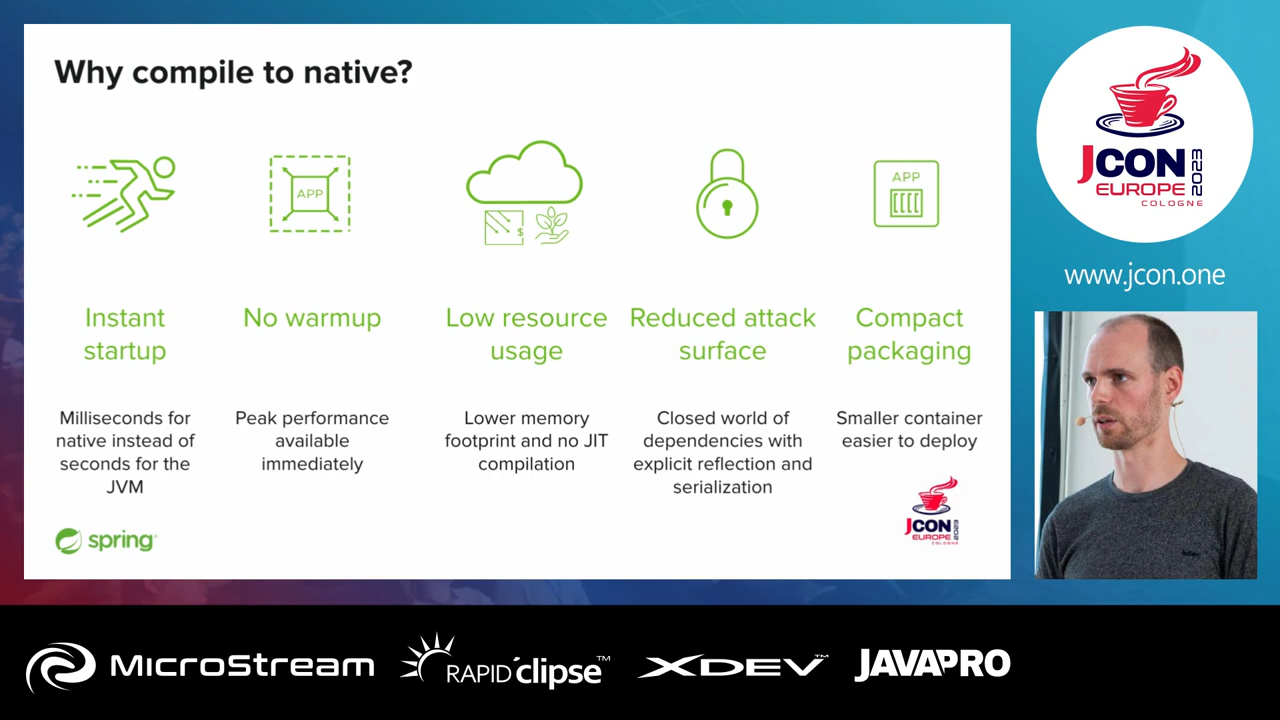 Why compile to native?
APP
$
APP
Instant
startup
No warmup
Low resource
usage
Reduced attack
surface
Compact
packaging
Milliseconds for
native instead of
seconds for the
JVM
Peak performance
available
immediately
Lower memory
footprint and no JIT
compilation
Closed world of
dependencies with
explicit reflection and
serialization
Smaller container
easier to deploy
spring
JCON
EUROPE
2023
COLOGNE
JCON
EUROPE
2023
COLOGNE
www.jcon.one
MicroStream
RAPID'clipse™
XDEV™
JAVAPRO